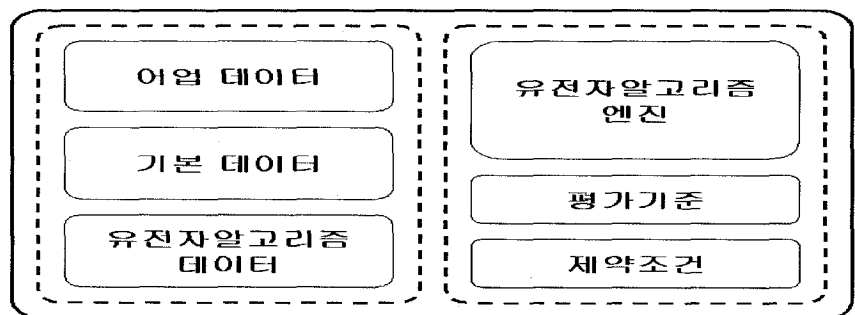 어업 데이터
기본 데이터
유전자알고리즘
데이터
유전자알고리즘
엔진
평가기준
제약조건